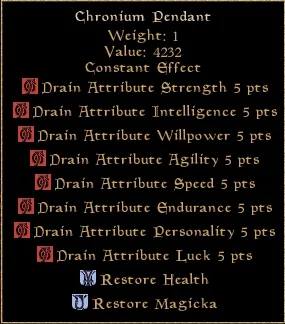 Chronium Pendant
Weight: 1
Value: 4232
Constant Effect
Drain Attribute Strength 5 pts
Drain Attribute Intelligence 5 pts
Drain Attribute Willpower 5 pts
Drain Attribute Agility 5 pts
Drain Attribute Speed 5 pts
Drain Attribute Endurance 5 pts
Drain Attribute Personality 5 pts
Drain Attribute Luck 5 pts
Restore Health
Restore Magicka